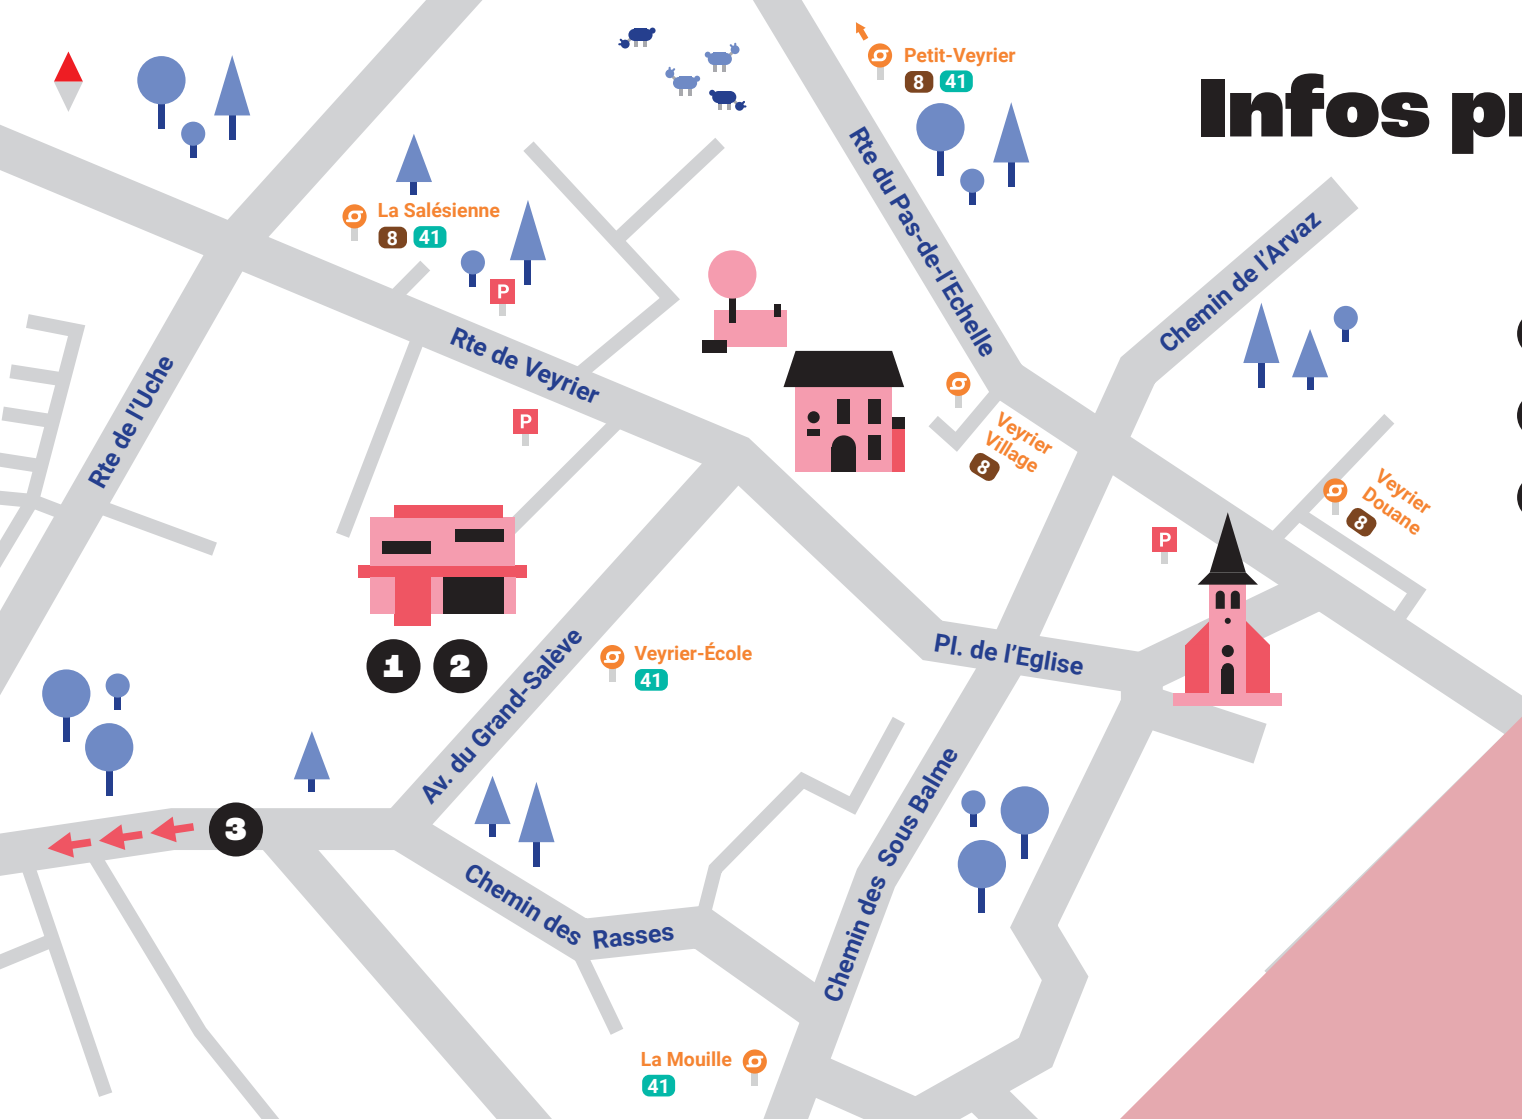 Infos pr
Petit-Veyrier
8 41
Rte du Pas-de-l'Echelle
La Salésienne
8 41
P
Chemin de l'Arvaz
Rte de Veyrier
Rte de l'Uche
P
Veyrier
Village
8
Veyrier
Douane
8
P
1 2
Av. du Grand-Salève
Veyrier-École
41
Pl. de l'Eglise
3
Chemin des Rasses
Chemin des Sous Balme
La Mouille
41